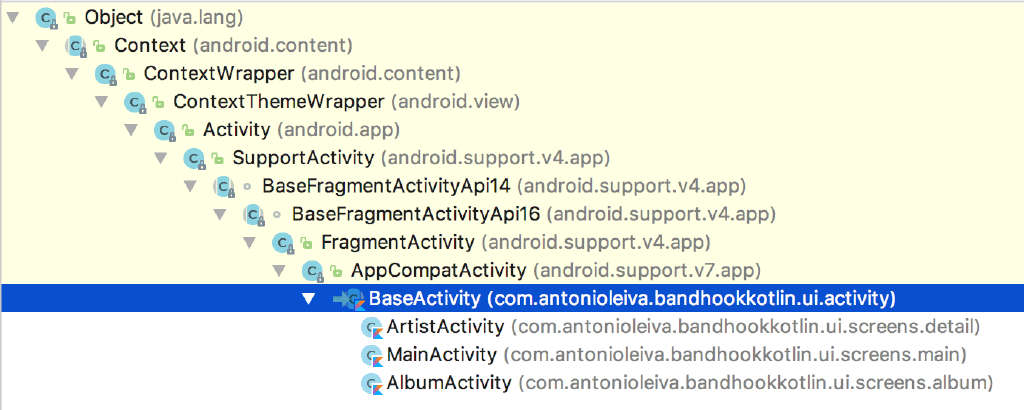 Object (java.lang)
Context (android.content)
ContextWrapper (android.content)
ContextThemeWrapper (android.view)
Activity (android.app)
SupportActivity (android.support.v4.app)
BaseFragmentActivityApi14 (android.support.v4.app)
BaseFragmentActivityApi16 (android.support.v4.app)
FragmentActivity (android.support.v4.app)
AppCompatActivity (android.support.v7.app)
BaseActivity (com.antonioleiva.bandhookkotlin.ui.activity)
ArtistActivity (com.antonioleiva.bandhookkotlin.ui.screens.detail)
MainActivity (com.antonioleiva.bandhookkotlin.ui.screens.main)
AlbumActivity (com.antonioleiva.bandhookkotlin.ui.screens.album)